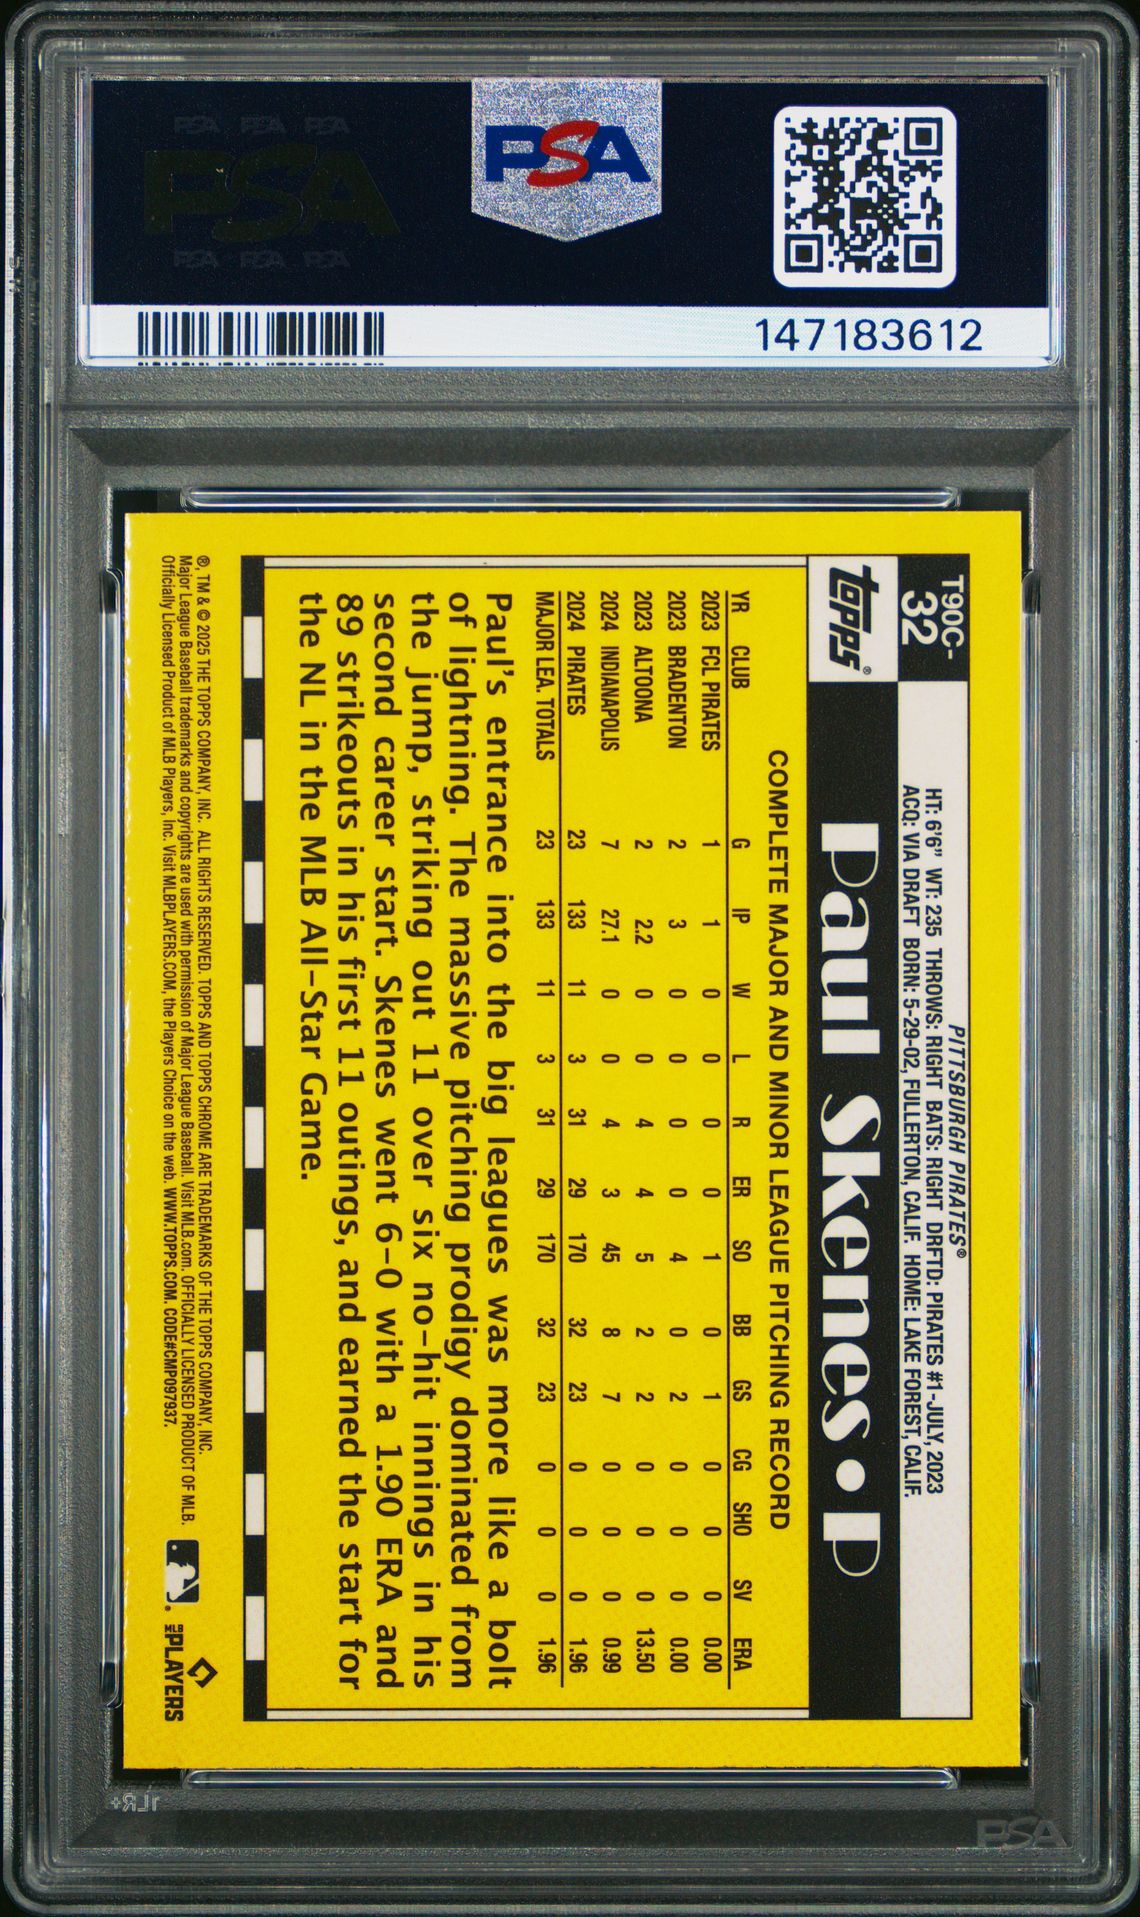 PSA PSA PSA
PSA
PSA PSA PSA
PSA
147183612
T90C-
32
PITTSBURGH PIRATES®
HT: 6'6" WT: 235 THROWS: RIGHT BATS: RIGHT DRFTD: PIRATES #1-JULY, 2023
ACQ: VIA DRAFT BORN: 5-29-02, FULLERTON, CALIF. HOME: LAKE FOREST, CALIF.
topps®
Paul Skenes • P
COMPLETE MAJOR AND MINOR LEAGUE PITCHING RECORD
YR CLUB G IP W L R ER SO BB GS CG SHO SV ERA
2023 FCL PIRATES 1 1 0 0 0 0 1 0 1 0 0 0 0.00
2023 BRADENTON 2 3 0 0 0 0 4 0 2 0 0 0 0.00
2023 ALTOONA 2 2.2 0 0 4 4 5 2 2 0 0 0 13.50
2024 INDIANAPOLIS 7 27.1 0 0 4 3 45 8 7 0 0 0 0.99
2024 PIRATES 23 133 11 3 31 29 170 32 23 0 0 0 1.96
MAJOR LEA. TOTALS 23 133 11 3 31 29 170 32 23 0 0 0 1.96
Paul's entrance into the big leagues was more like a bolt
of lightning. The massive pitching prodigy dominated from
the jump, striking out 11 over six no-hit innings in his
second career start. Skenes went 6-0 with a 1.90 ERA and
89 strikeouts in his first 11 outings, and earned the start for
the NL in the MLB All-Star Game.
®, TM & © 2025 THE TOPPS COMPANY, INC. ALL RIGHTS RESERVED. TOPPS AND TOPPS CHROME ARE TRADEMARKS OF THE TOPPS COMPANY, INC.
Major League Baseball trademarks and copyrights are used with permission of Major League Baseball. Visit MLB.com. OFFICIALLY LICENSED PRODUCT OF MLB.
Officially Licensed Product of MLB Players, Inc. Visit MLBPLAYERS.COM, the Players Choice on the web. WWW.TOPPS.COM. CODE#CMP097937.
MLB PLAYERS
PSA